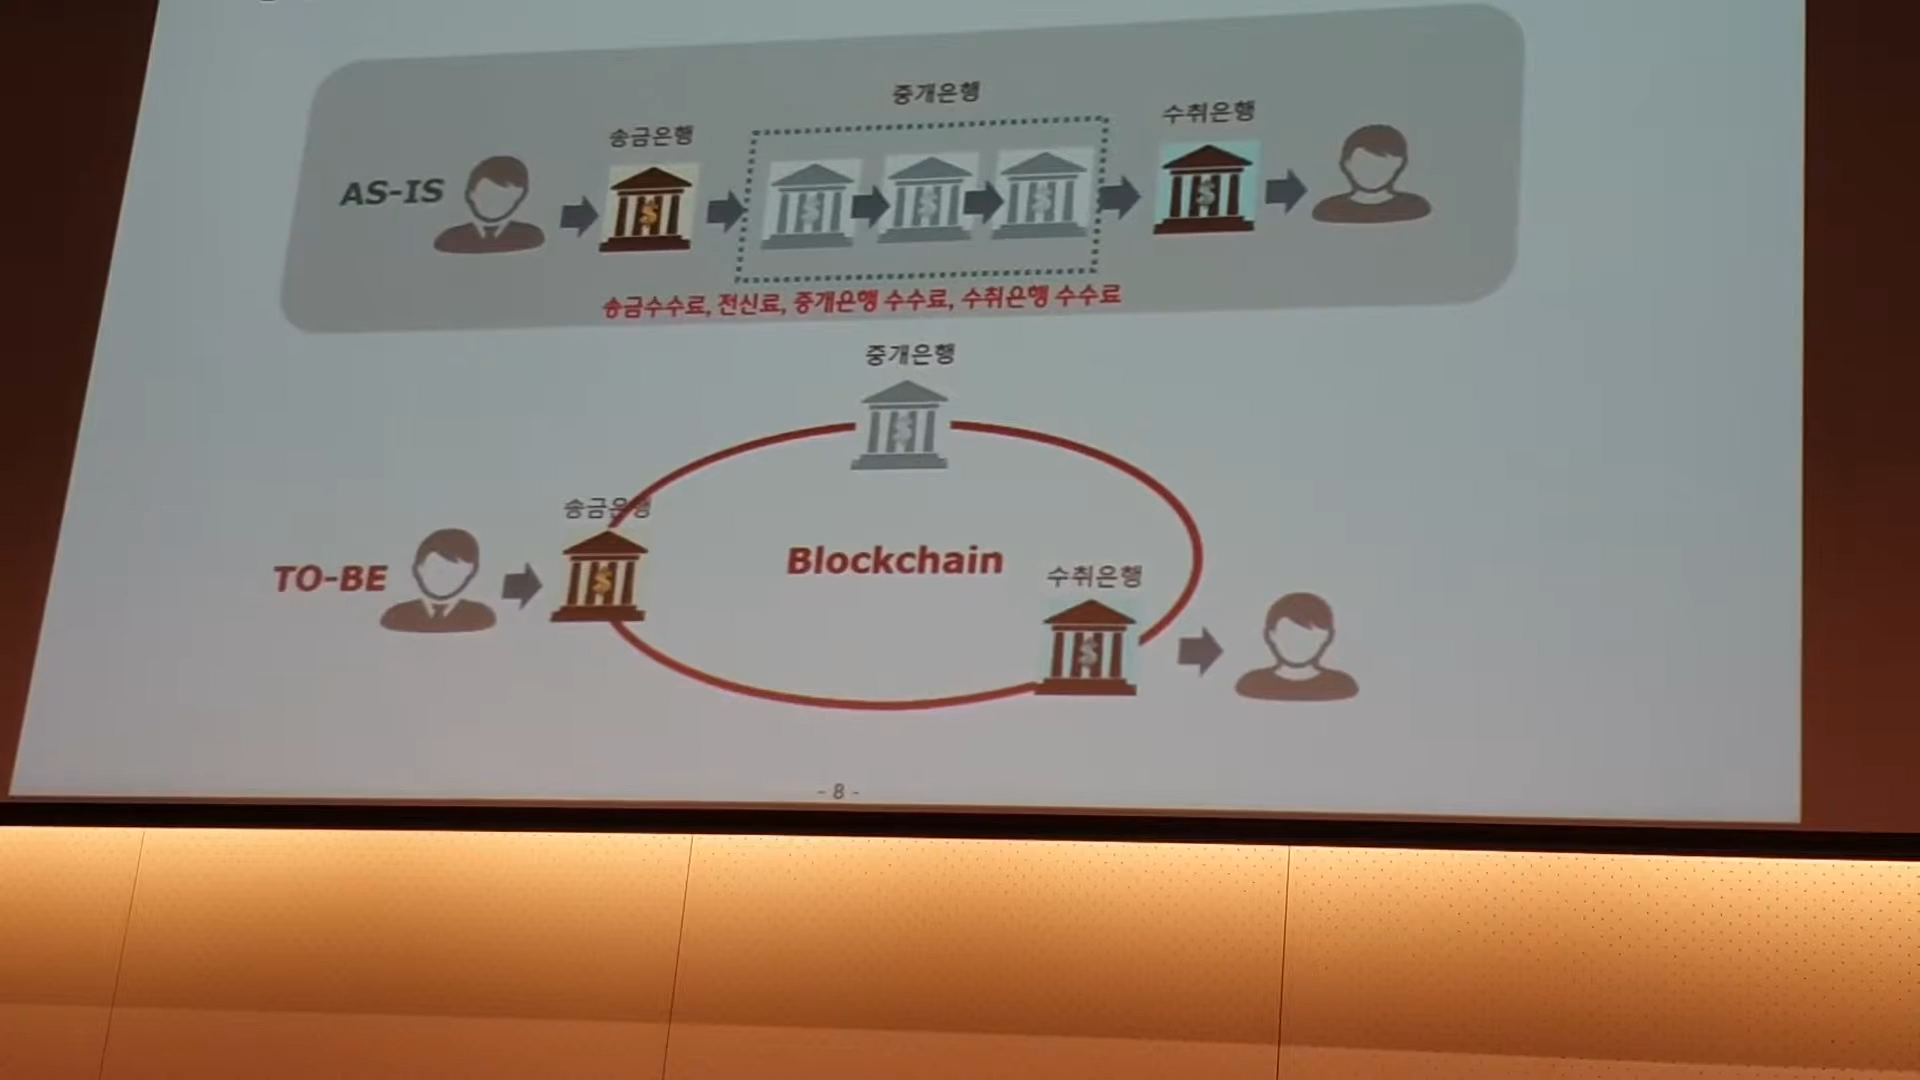 중개은행
송금은행
수취은행
AS-IS
송금수수료, 전신료, 중개은행 수수료, 수취은행 수수료
중개은행
송금은행
Blockchain
수취은행
TO-BE
- 8 -